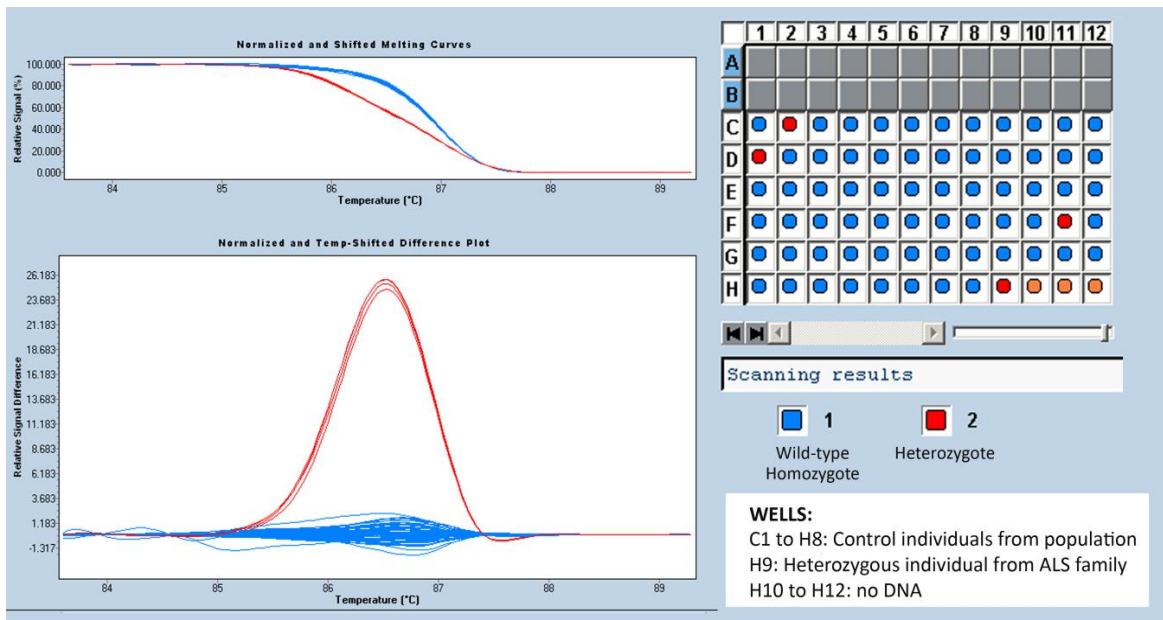 Normalized and Shifted Melting Curves
Relative Signal (%)
100.000
80.000
60.000
40.000
20.000
0.000
84 85 86 87 88 89
Temperature (°C)
Normalized and Temp-Shifted Difference Plot
Relative Signal Difference
26.183
23.683
21.183
18.683
16.183
13.683
11.183
8.683
6.183
3.683
1.183
-1.317
84 85 86 87 88 89
Temperature (°C)
1 2 3 4 5 6 7 8 9 10 11 12
A
B
C
D
E
F
G
H
Scanning results
1 2
Wild-type Heterozygote
Homozygote
WELLS:
C1 to H8: Control individuals from population
H9: Heterozygous individual from ALS family
H10 to H12: no DNA